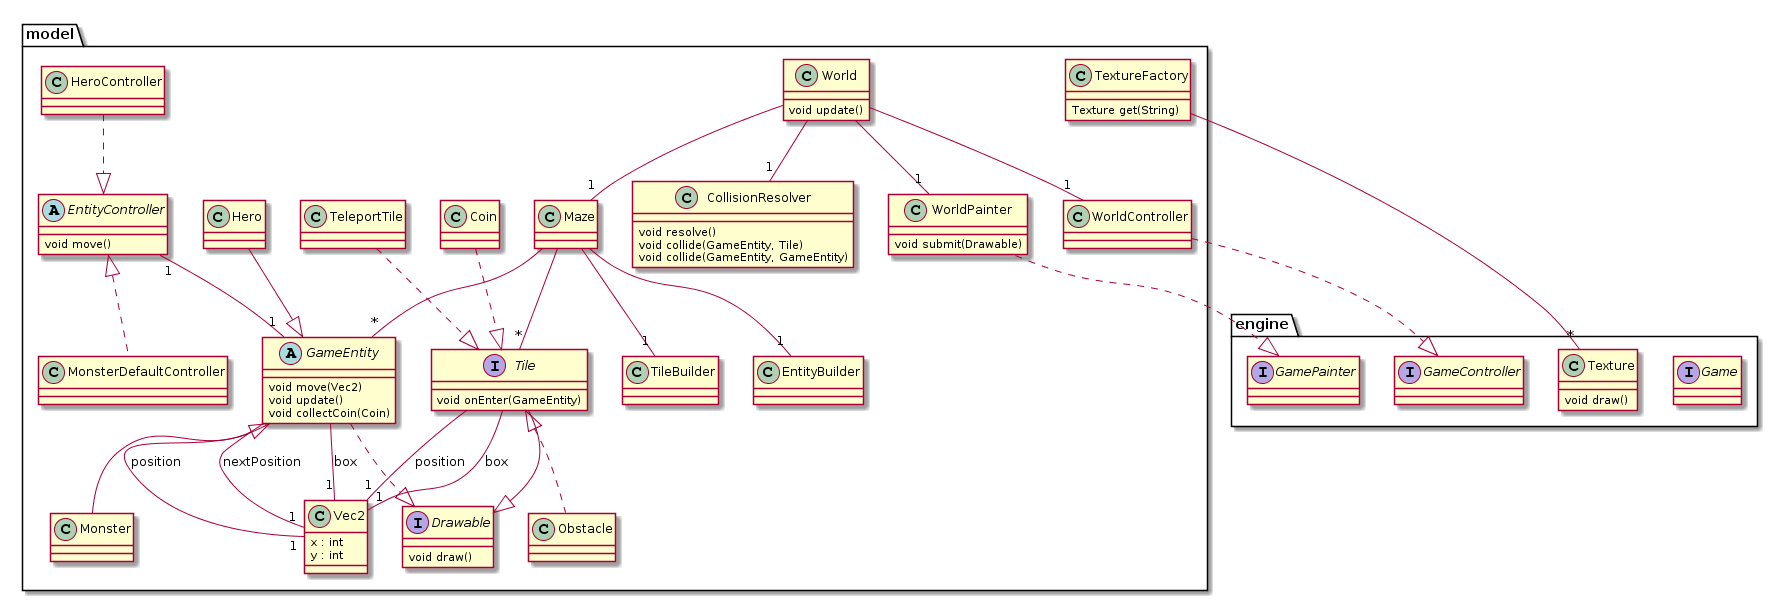 model
C HeroController
C World
void update()
C TextureFactory
Texture get(String)
1
1
1
1
A EntityController
void move()
C Hero
C TeleportTile
C Coin
C Maze
C CollisionResolver
void resolve()
void collide(GameEntity, Tile)
void collide(GameEntity, GameEntity)
C WorldPainter
void submit(Drawable)
C WorldController
1
1
*
*
1
1
*
engine
C MonsterDefaultController
A GameEntity
void move(Vec2)
void update()
void collectCoin(Coin)
I Tile
void onEnter(GameEntity)
C TileBuilder
C EntityBuilder
I GamePainter
I GameController
C Texture
void draw()
I Game
position
nextPosition
box
position
box
1
1
1
1
1
C Monster
C Vec2
x : int
y : int
I Drawable
void draw()
C Obstacle